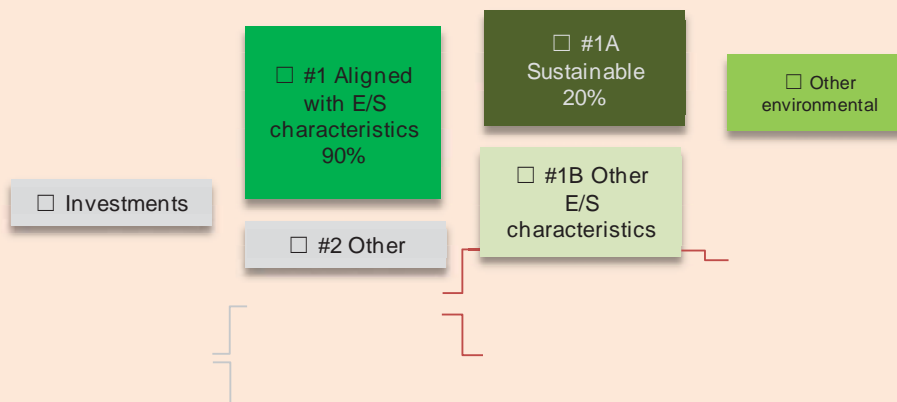 ☐ Investments
☐ #1 Aligned
with E/S
characteristics
90%
☐ #2 Other
☐ #1A
Sustainable
20%
☐ #1B Other
E/S
characteristics
☐ Other
environmental